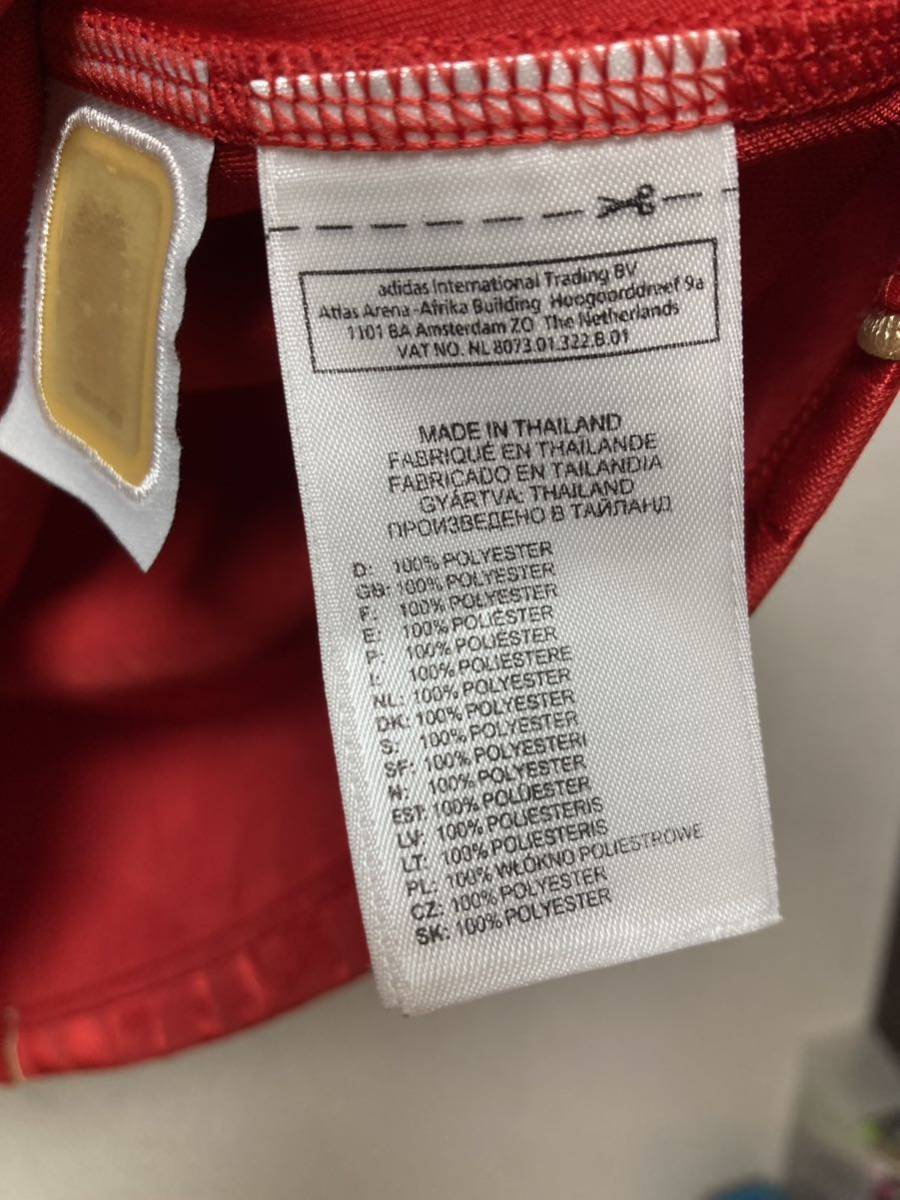 adidas International Trading BV
Atlas Arena -Afrika Building Hoogoorddreef 9a
1101 BA Amsterdam ZO The Netherlands
VAT NO. NL 8073.01.322.B.01
MADE IN THAILAND
FABRIQUÉ EN THAÏLANDE
FABRICADO EN TAILANDIA
GYÁRTVA: THAILAND
ПРОИЗВЕДЕНО В ТАЙЛАНД
D: 100% POLYESTER
GB: 100% POLYESTER
F: 100% POLYESTER
E: 100% POLIÉSTER
P: 100% POLIÉSTER
I: 100% POLIESTERE
NL: 100% POLYESTER
DK: 100% POLYESTER
S: 100% POLYESTER
SF: 100% POLYESTERI
N: 100% POLYESTER
EST: 100% POLÜESTER
LV: 100% POLIESTERIS
LT: 100% POLIESTERIS
PL: 100% WŁÓKNO POLIESTROWE
CZ: 100% POLYESTER
SK: 100% POLYESTER